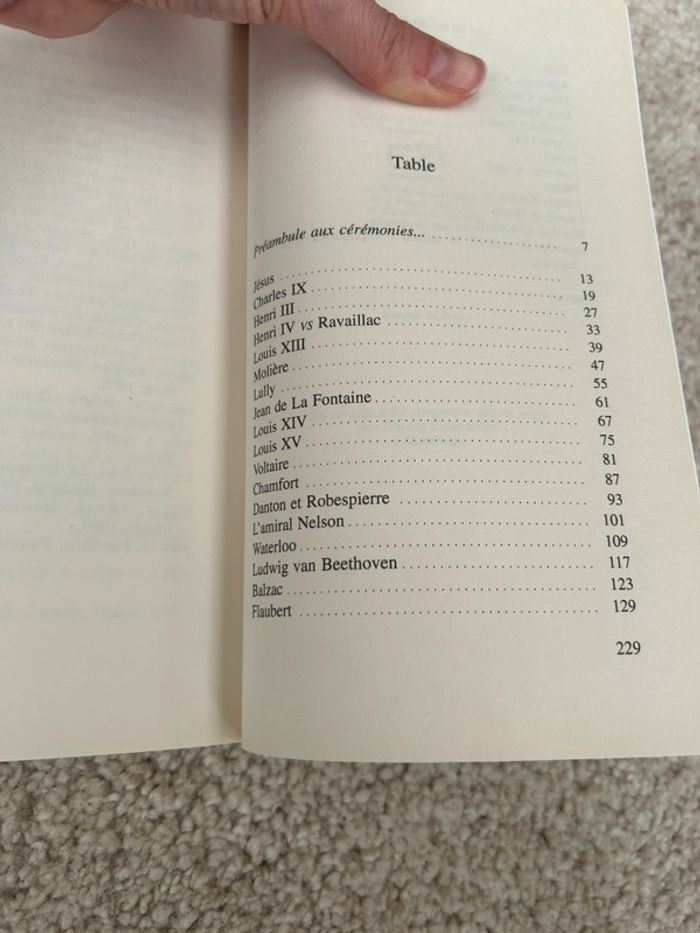 Table
Préambule aux cérémonies... 7
Jésus 13
Charles IX 19
Henri III 27
Henri IV vs Ravaillac 33
Louis XIII 39
Molière 47
Lully 55
Jean de La Fontaine 61
Louis XIV 67
Louis XV 75
Voltaire 81
Chamfort 87
Danton et Robespierre 93
L'amiral Nelson 101
Waterloo 109
Ludwig van Beethoven 117
Balzac 123
Flaubert 129
229